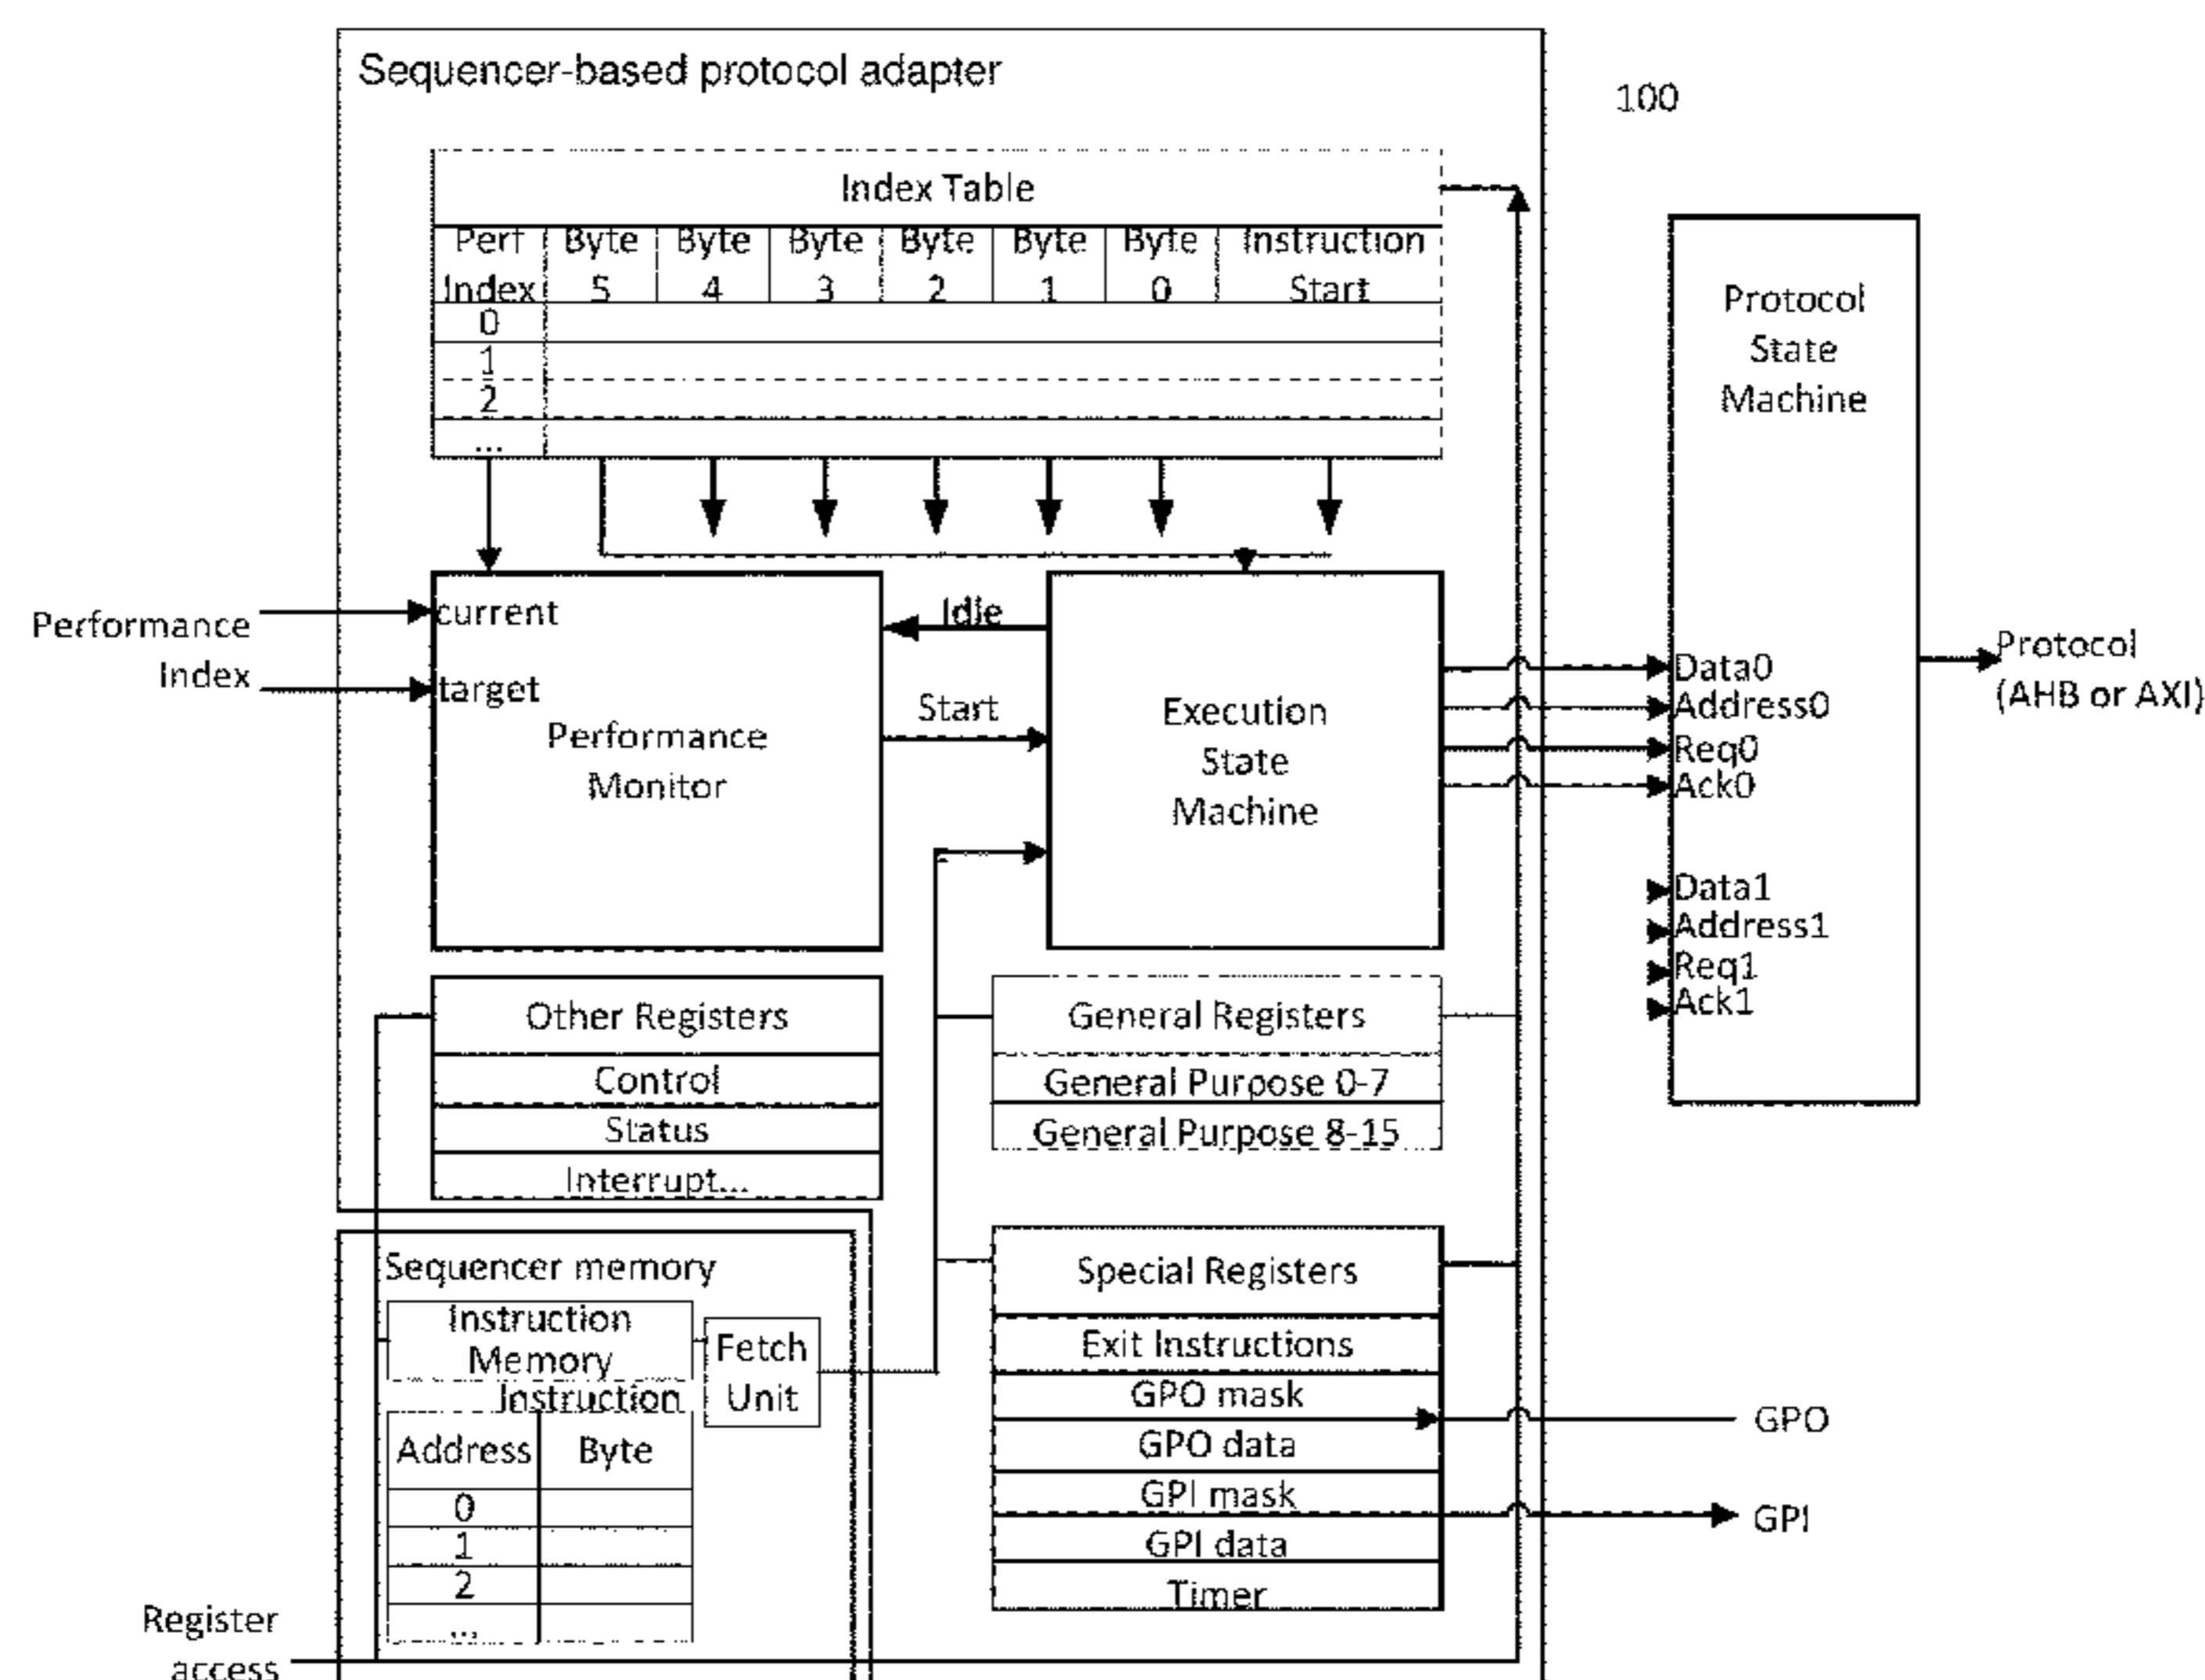 Sequencer-based protocol adapter
100
Index Table
Perf Index
Byte 5
Byte 4
Byte 3
Byte 2
Byte 1
Byte 0
Instruction Start
0
1
2
...
Protocol
State
Machine
Performance
Index
current
target
Performance
Monitor
Idle
Start
Execution
State
Machine
Data0
Address0
Req0
Ack0
Data1
Address1
Req1
Ack1
Protocol
(AHB or AXI)
Other Registers
Control
Status
Interrupt...
General Registers
General Purpose 0-7
General Purpose 8-15
Sequencer memory
Instruction
Memory
Fetch
Unit
Instruction
Address
Byte
0
1
2
...
Special Registers
Exit Instructions
GPO mask
GPO data
GPI mask
GPI data
Timer
GPO
GPI
Register
access